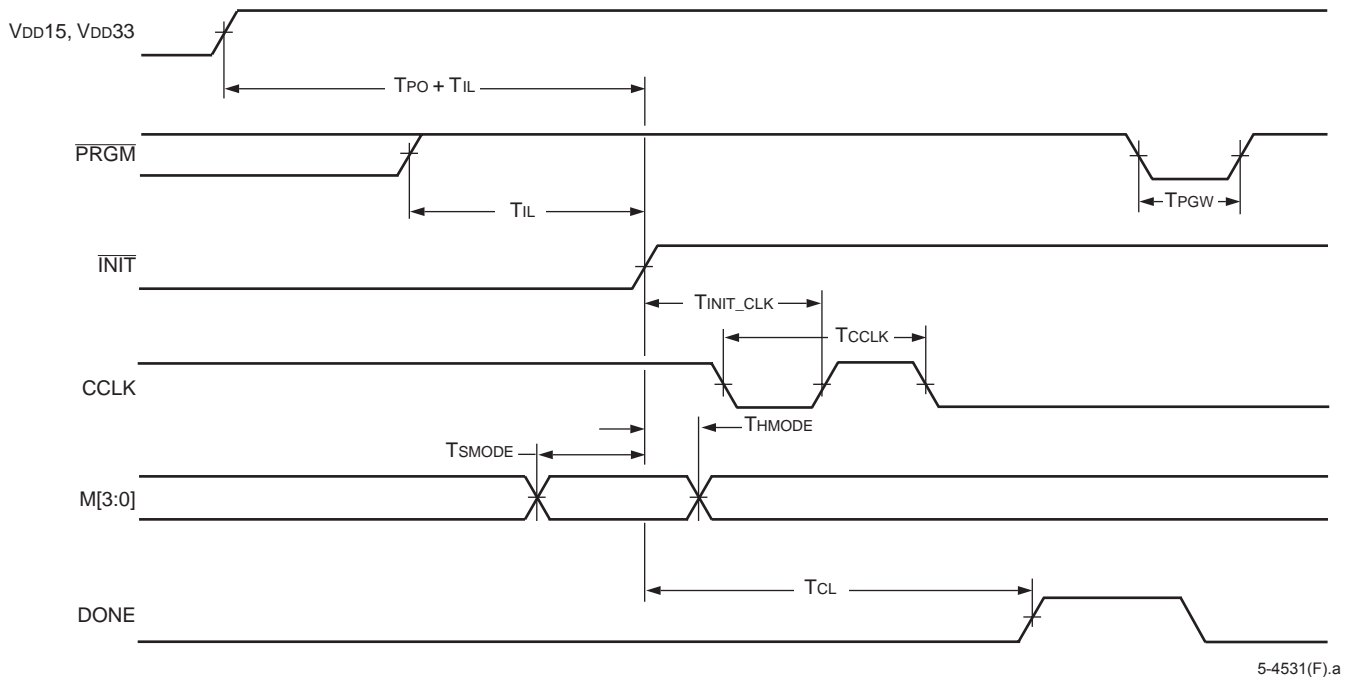 VDD15, VDD33
TPO + TIL
PRGM
TIL
TPGW
INIT
TINIT_CLK
TCCLK
CCLK
THMODE
TSMODE
M[3:0]
TCL
DONE
5-4531(F).a